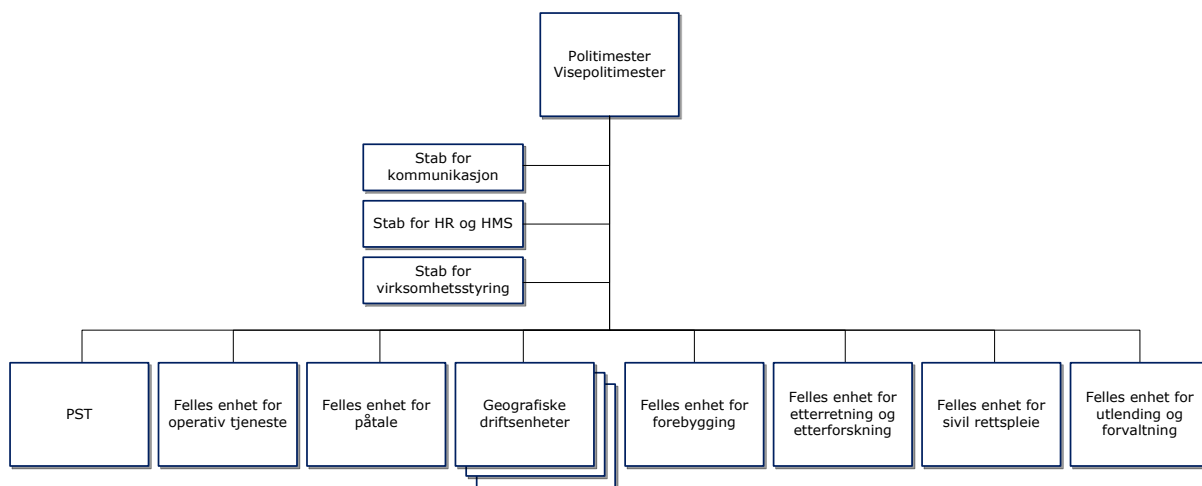 Politimester
Visepolitimester
Stab for
kommunikasjon
Stab for HR og HMS
Stab for
virksomhetsstyring
PST
Felles enhet for
operativ tjeneste
Felles enhet for
påtale
Geografiske
driftsenheter
Felles enhet for
forebygging
Felles enhet for
etterretning og
etterforskning
Felles enhet for
sivil rettspleie
Felles enhet for
utlending og
forvaltning